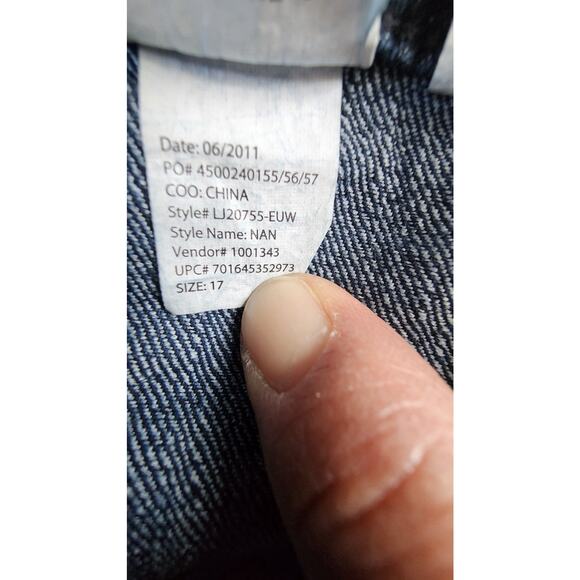 Date: 06/2011
PO# 4500240155/56/57
COO: CHINA
Style# LJ20755-EUW
Style Name: NAN
Vendor# 1001343
UPC# 701645352973
SIZE: 17